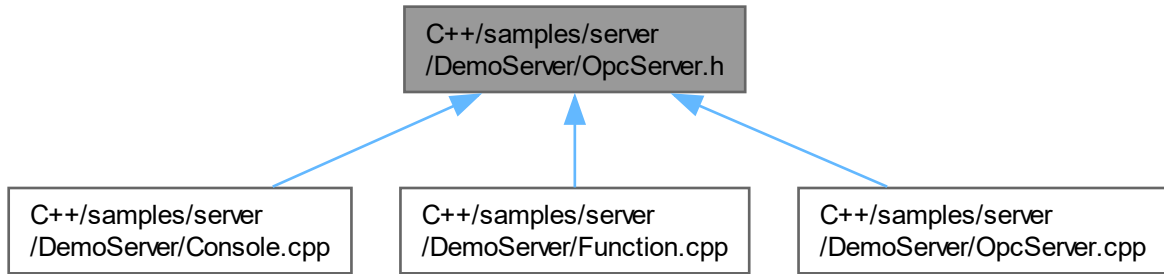 C++/samples/server
/DemoServer/OpcServer.h
C++/samples/server
/DemoServer/Console.cpp
C++/samples/server
/DemoServer/Function.cpp
C++/samples/server
/DemoServer/OpcServer.cpp